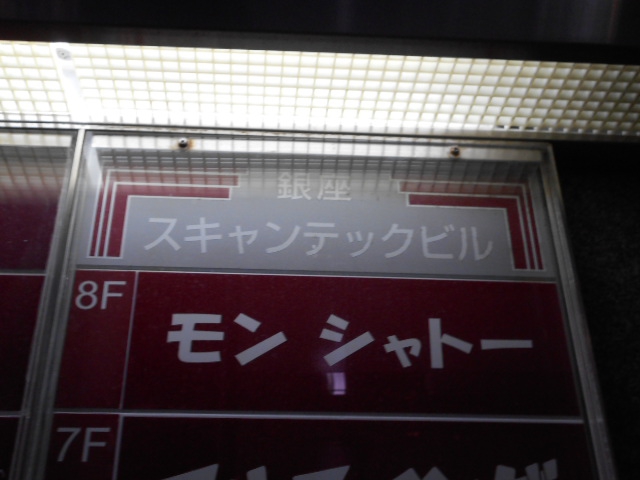 銀座
スキャンテックビル
8F
モン シャトー
7F